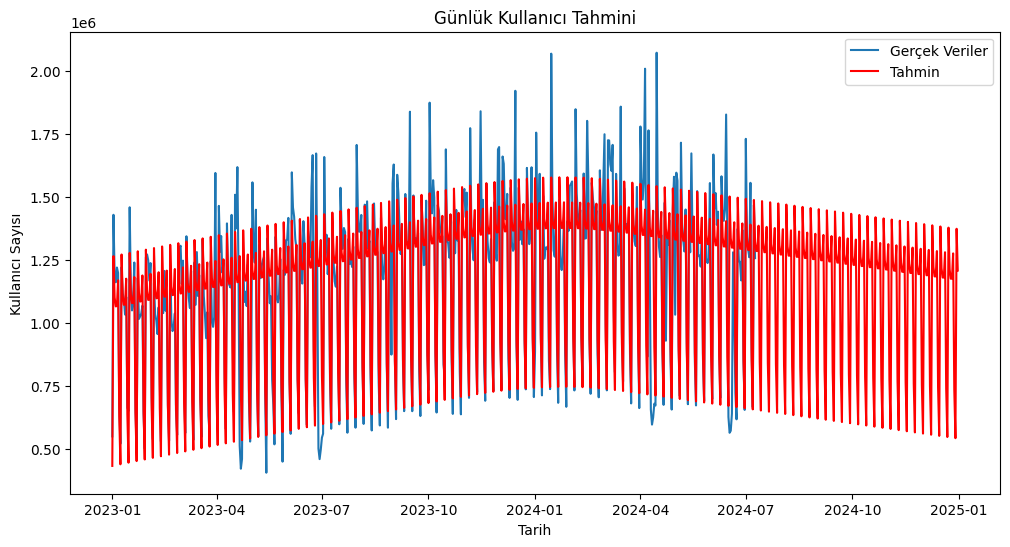 Günlük Kullanıcı Tahmini
1e6
Gerçek Veriler
Tahmin
2.00
1.75
1.50
1.25
1.00
0.75
0.50
Kullanıcı Sayısı
2023-01 2023-04 2023-07 2023-10 2024-01 2024-04 2024-07 2024-10 2025-01
Tarih